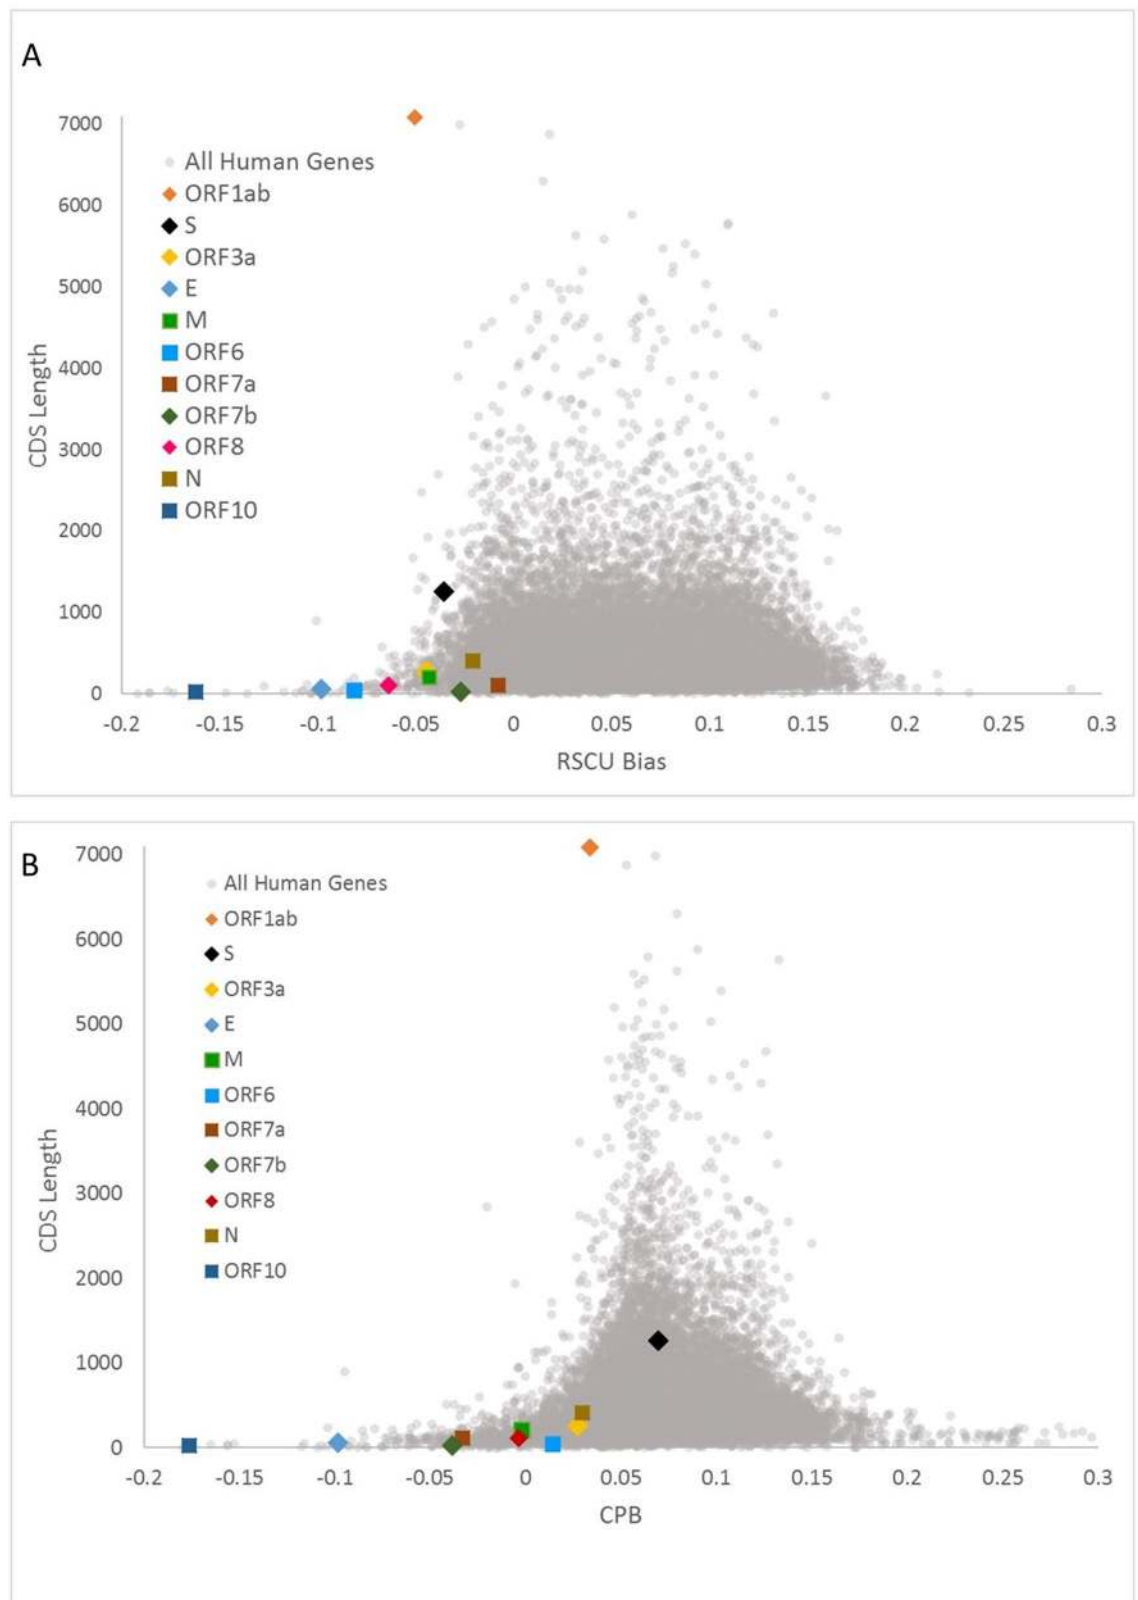 A
7000
All Human Genes
ORF1ab
6000
S
ORF3a
5000
E
M
ORF6
4000
ORF7a
ORF7b
CDS Length
ORF8
3000
N
ORF10
2000
1000
0
-0.2 -0.15 -0.1 -0.05 0 0.05 0.1 0.15 0.2 0.25 0.3
RSCU Bias
B
7000
All Human Genes
ORF1ab
6000
S
ORF3a
5000
E
M
ORF6
4000
ORF7a
ORF7b
CDS Length
3000
ORF8
N
ORF10
2000
1000
0
-0.2 -0.15 -0.1 -0.05 0 0.05 0.1 0.15 0.2 0.25 0.3
CPB